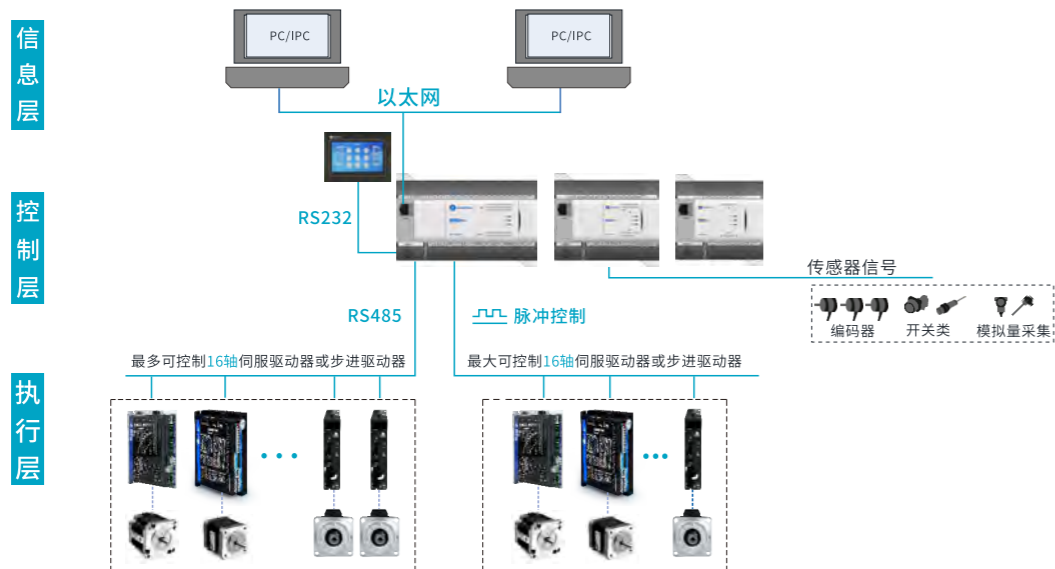 信息层
PC/IPC
PC/IPC
以太网
控制层
RS232
传感器信号
编码器
开关类
模拟量采集
RS485
脉冲控制
执行层
最多可控制16轴伺服驱动器或步进驱动器
最大可控制16轴伺服驱动器或步进驱动器